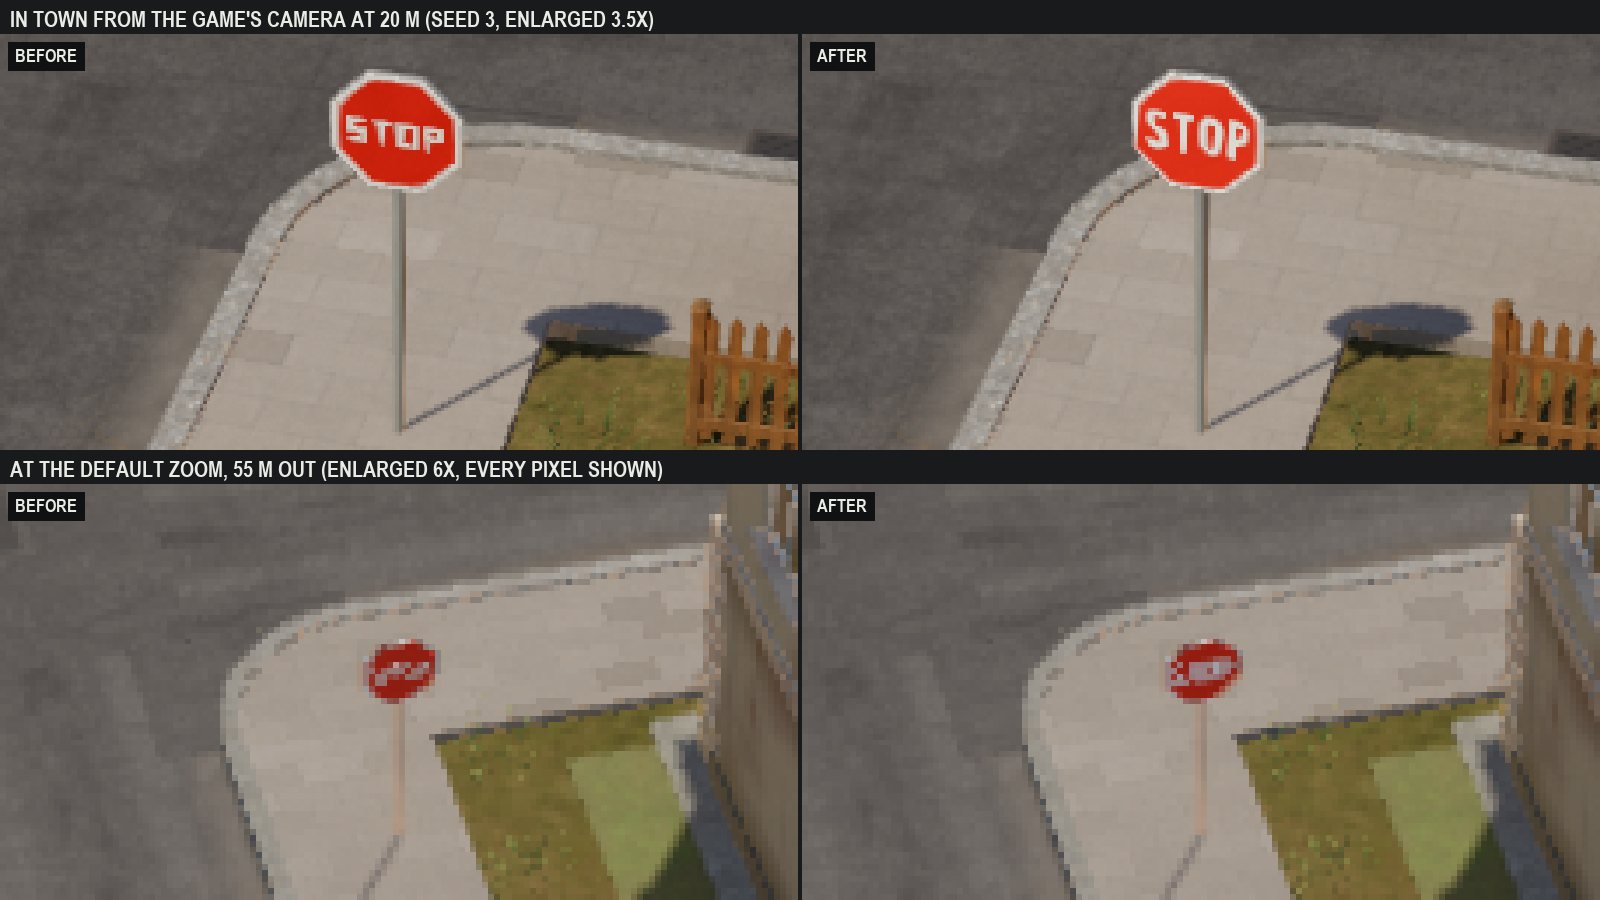 IN TOWN FROM THE GAME'S CAMERA AT 20 M (SEED 3, ENLARGED 3.5X)
BEFORE
AFTER
STOP
STOP
AT THE DEFAULT ZOOM, 55 M OUT (ENLARGED 6X, EVERY PIXEL SHOWN)
BEFORE
AFTER